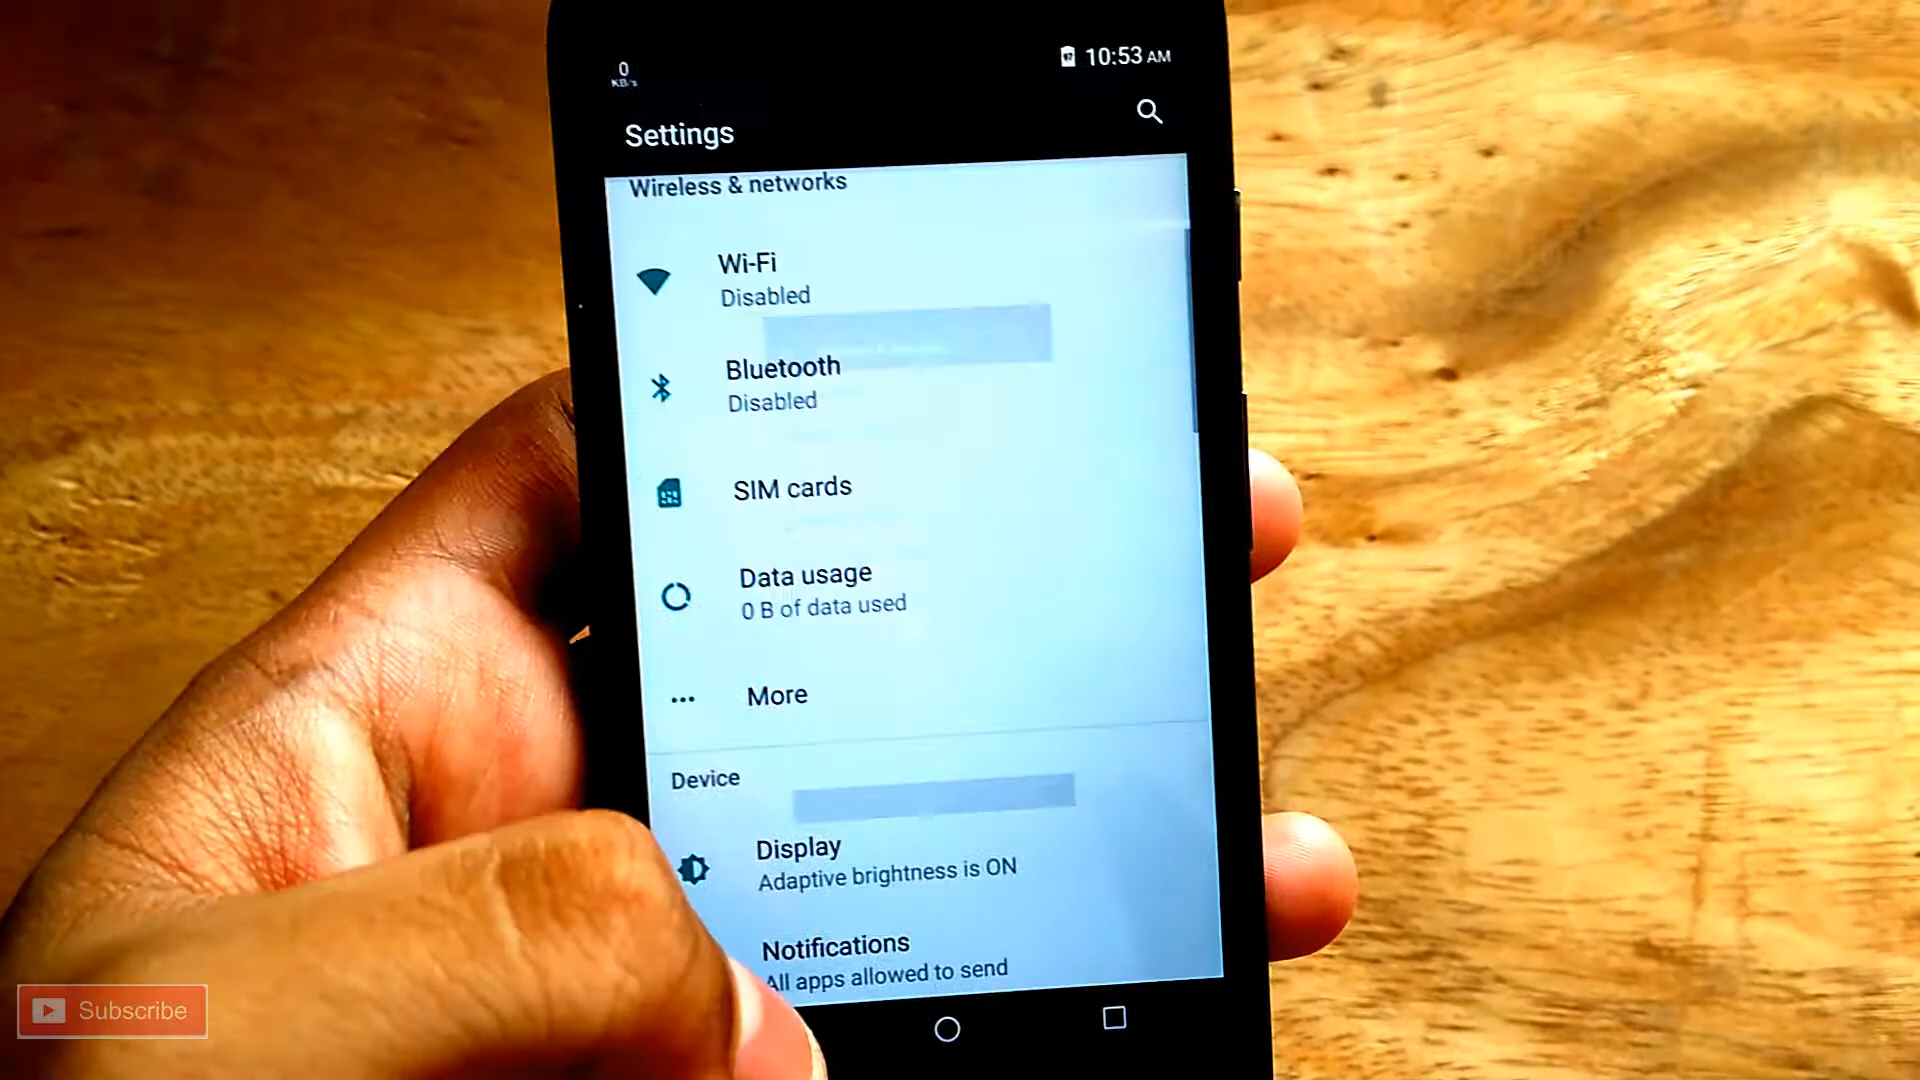 0
KB/s
10:53 AM
Settings
Wireless & networks
Wi-Fi
Disabled
Bluetooth
Disabled
SIM cards
Data usage
0 B of data used
More
Device
Display
Adaptive brightness is ON
Notifications
All apps allowed to send
Subscribe